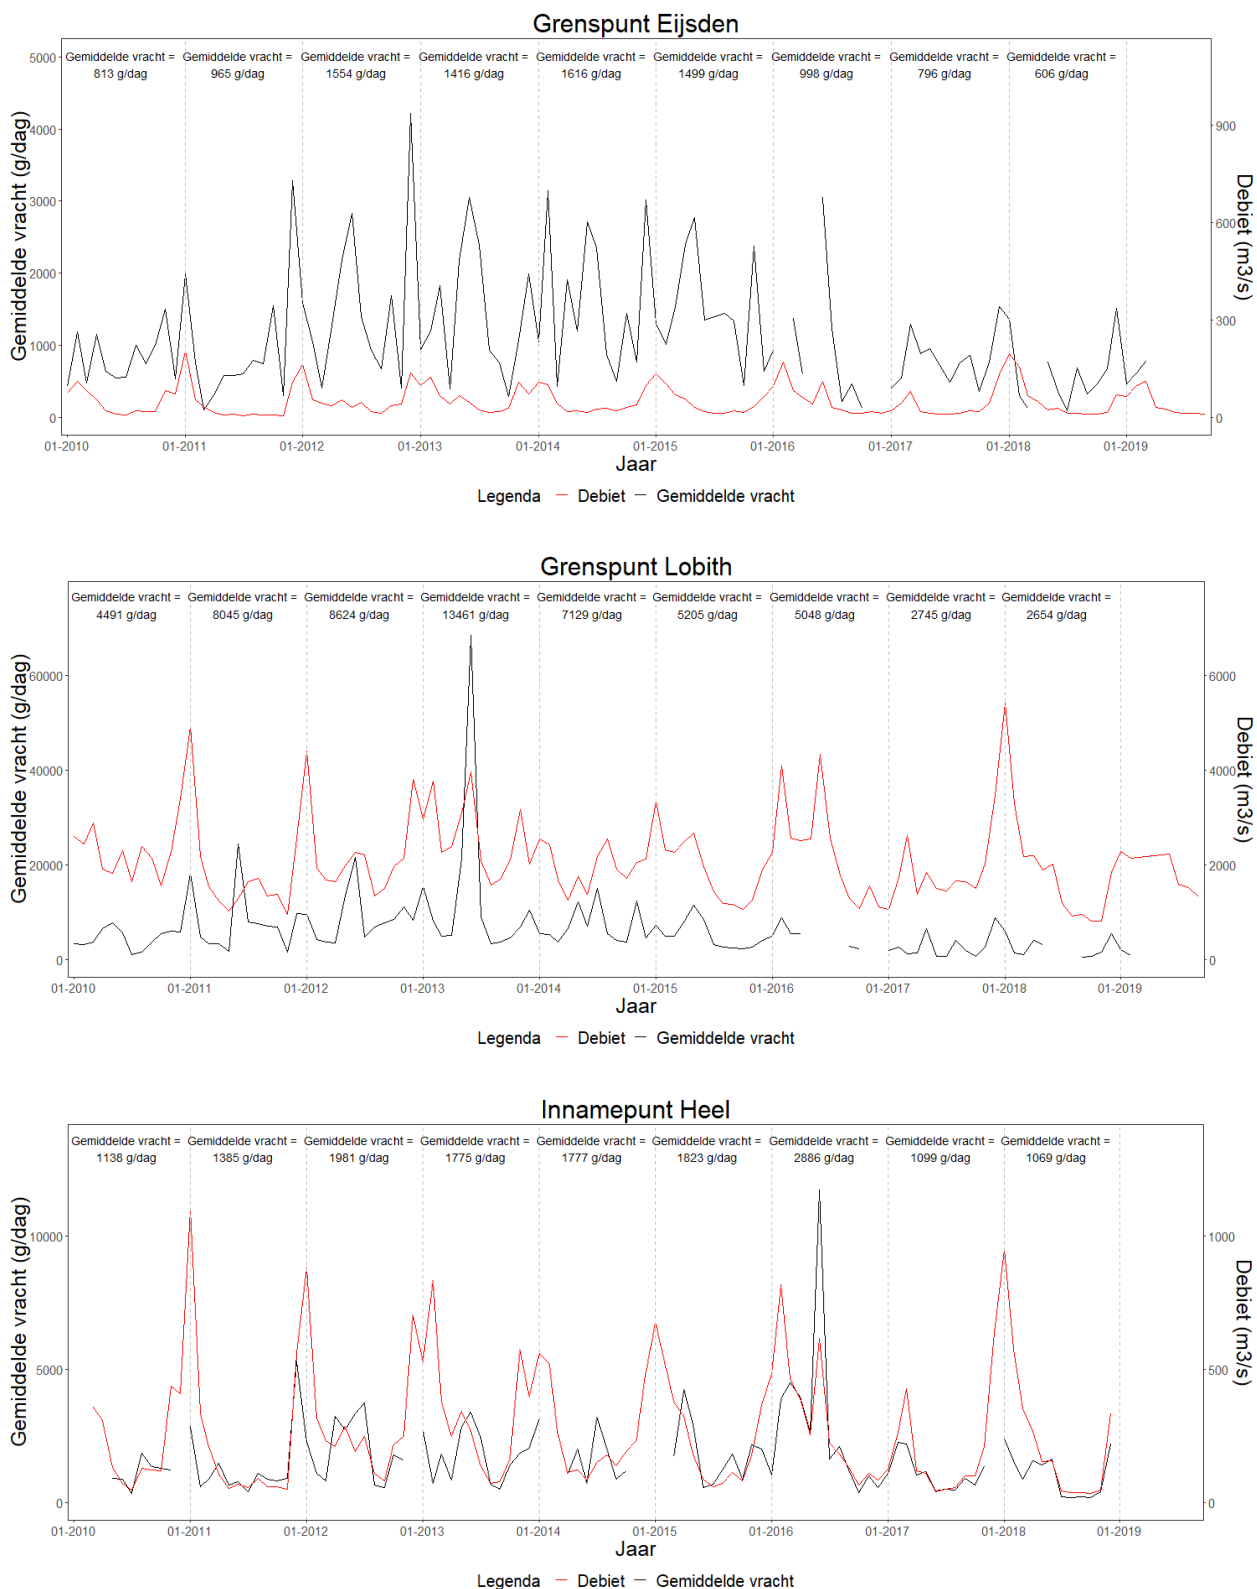 Grenspunt Eijsden
Gemiddelde vracht = Gemiddelde vracht = Gemiddelde vracht = Gemiddelde vracht = Gemiddelde vracht = Gemiddelde vracht = Gemiddelde vracht = Gemiddelde vracht = Gemiddelde vracht =
813 g/dag 965 g/dag 1554 g/dag 1416 g/dag 1616 g/dag 1499 g/dag 998 g/dag 796 g/dag 606 g/dag
Gemiddelde vracht (g/dag)
5000
4000
3000
2000
1000
0
Debiet (m3/s)
900
600
300
0
01-2010 01-2011 01-2012 01-2013 01-2014 01-2015 01-2016 01-2017 01-2018 01-2019
Jaar
Legenda Debiet Gemiddelde vracht
Grenspunt Lobith
Gemiddelde vracht = Gemiddelde vracht = Gemiddelde vracht = Gemiddelde vracht = Gemiddelde vracht = Gemiddelde vracht = Gemiddelde vracht = Gemiddelde vracht = Gemiddelde vracht =
4491 g/dag 8045 g/dag 8624 g/dag 13461 g/dag 7129 g/dag 5205 g/dag 5048 g/dag 2745 g/dag 2654 g/dag
Gemiddelde vracht (g/dag)
60000
40000
20000
0
Debiet (m3/s)
6000
4000
2000
0
01-2010 01-2011 01-2012 01-2013 01-2014 01-2015 01-2016 01-2017 01-2018 01-2019
Jaar
Legenda Debiet Gemiddelde vracht
Innamepunt Heel
Gemiddelde vracht = Gemiddelde vracht = Gemiddelde vracht = Gemiddelde vracht = Gemiddelde vracht = Gemiddelde vracht = Gemiddelde vracht = Gemiddelde vracht = Gemiddelde vracht =
1138 g/dag 1385 g/dag 1981 g/dag 1775 g/dag 1777 g/dag 1823 g/dag 2886 g/dag 1099 g/dag 1069 g/dag
Gemiddelde vracht (g/dag)
10000
5000
0
Debiet (m3/s)
1000
500
0
01-2010 01-2011 01-2012 01-2013 01-2014 01-2015 01-2016 01-2017 01-2018 01-2019
Jaar
Legenda Debiet Gemiddelde vracht